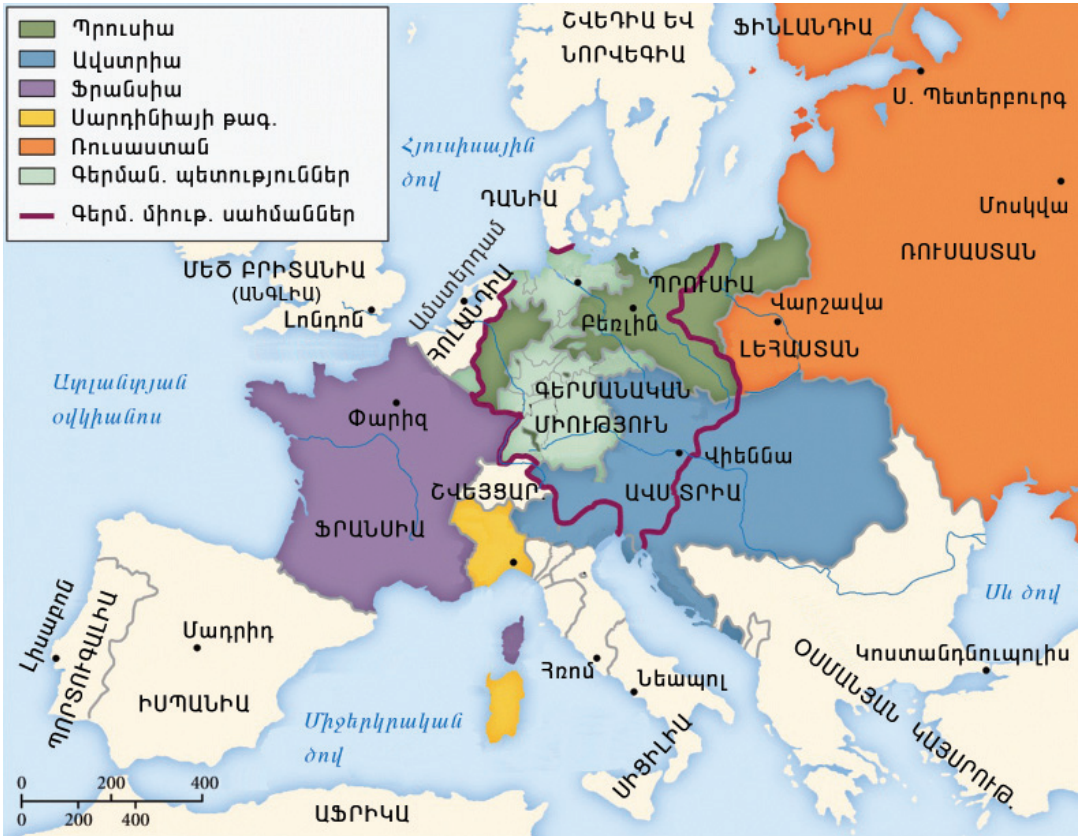 Պրուսիա
Ավստրիա
Ֆրանսիա
Սարդինիայի թագ.
Ռուսաստան
Գերման. պետություններ
Գերմ. միութ. սահմաններ
ՇՎԵԴԻԱ ԵՎ
ՆՈՐՎԵԳԻԱ
ՖԻՆԼԱՆԴԻԱ
Ս. Պետերբուրգ
Հյուսիսային
ծով
ԴԱՆԻԱ
Մոսկվա
ՌՈՒՍԱՍՏԱՆ
ՄԵԾ ԲՐԻՏԱՆԻԱ
(ԱՆԳԼԻԱ)
Լոնդոն
Ամստերդամ
ՀՈԼԱՆԴԻԱ
ՊՐՈՒՍԻԱ
Բեռլին
Վարշավա
ԼԵՀԱՍՏԱՆ
Ատլանտյան
օվկիանոս
Փարիզ
ԳԵՐՄԱՆԱԿԱՆ
ՄԻՈՒԹՅՈՒՆ
Վիեննա
ՇՎԵՅՑԱՐ.
ԱՎՍՏՐԻԱ
ՖՐԱՆՍԻԱ
Սև ծով
Լիսաբոն
ՊՈՐՏՈՒԳԱԼԻԱ
Մադրիդ
ԻՍՊԱՆԻԱ
Հռոմ
Նեապոլ
Կոստանդնուպոլիս
ՕՍՄԱՆՅԱՆ ԿԱՅՍՐՈՒԹ.
Միջերկրական
ծով
ՍԻՑԻԼԻԱ
0 200 400
0 200 400
ԱՖՐԻԿԱ